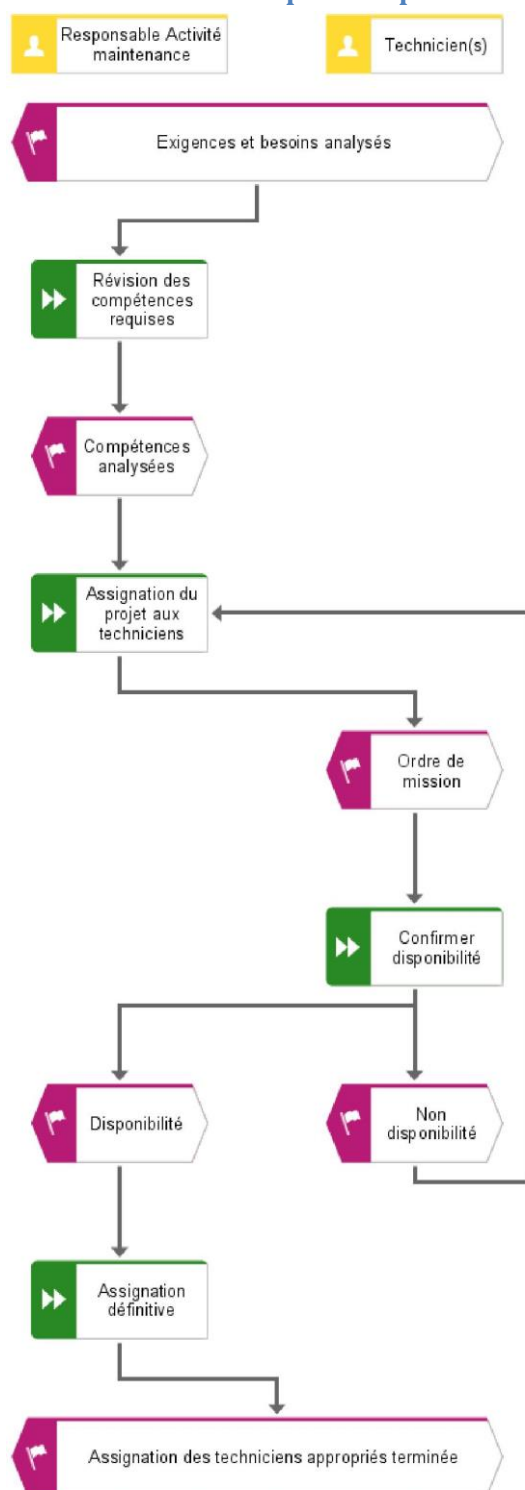 Responsable Activité
maintenance
Technicien(s)
Exigences et besoins analysés
Révision des
compétences
requises
Compétences
analysées
Assignation du
projet aux
techniciens
Ordre de
mission
Confirmer
disponibilité
Disponibilité
Non
disponibilité
Assignation
définitive
Assignation des techniciens appropriés terminée